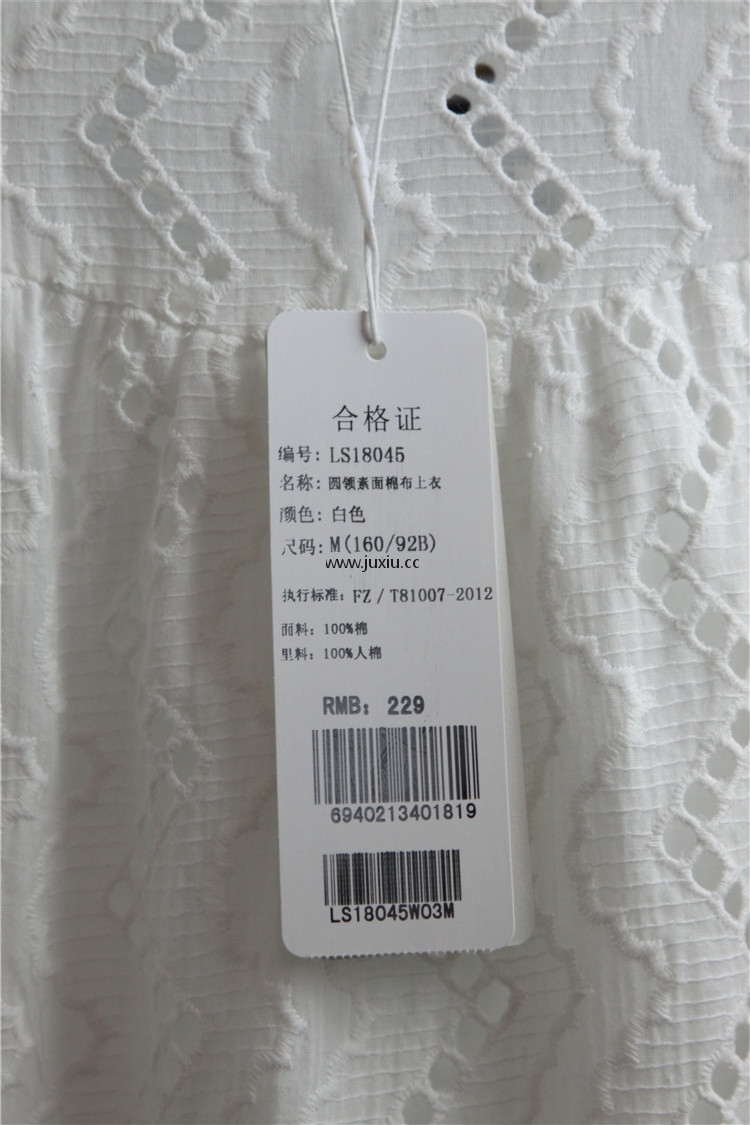 合格证
编号: LS18045
名称: 圆领素面棉布上衣
颜色: 白色
尺码: M(160/92B)
www.juxiu.cc
执行标准: FZ/T81007-2012
面料: 100%棉
里料: 100%人棉
RMB: 229
6940213401819
LS18045W03M